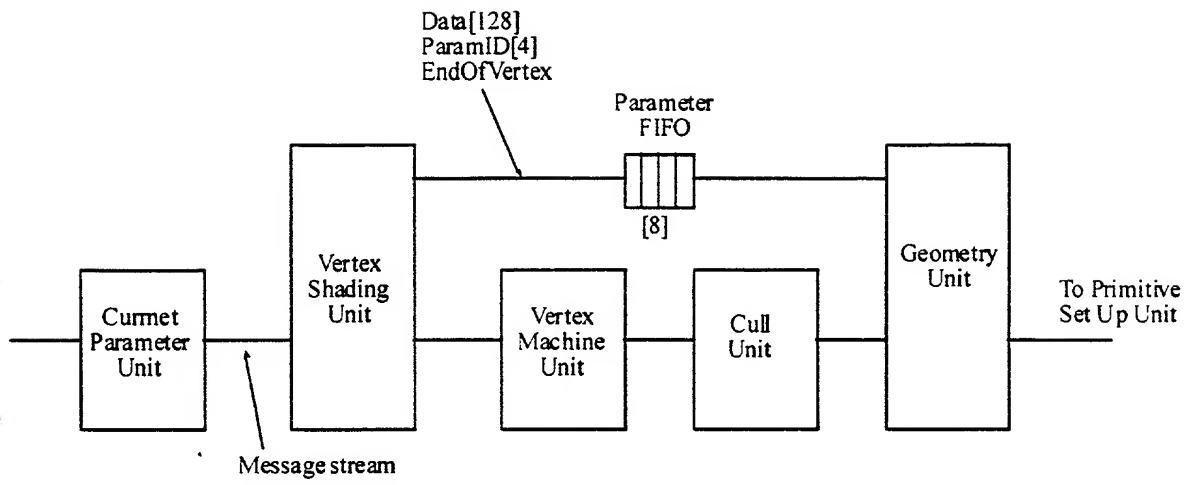 Data[128]
ParamID[4]
EndOfVertex
Parameter
FIFO
[8]
Vertex
Shading
Unit
Geometry
Unit
Currnet
Parameter
Unit
Vertex
Machine
Unit
Cull
Unit
To Primitive
Set Up Unit
Message stream